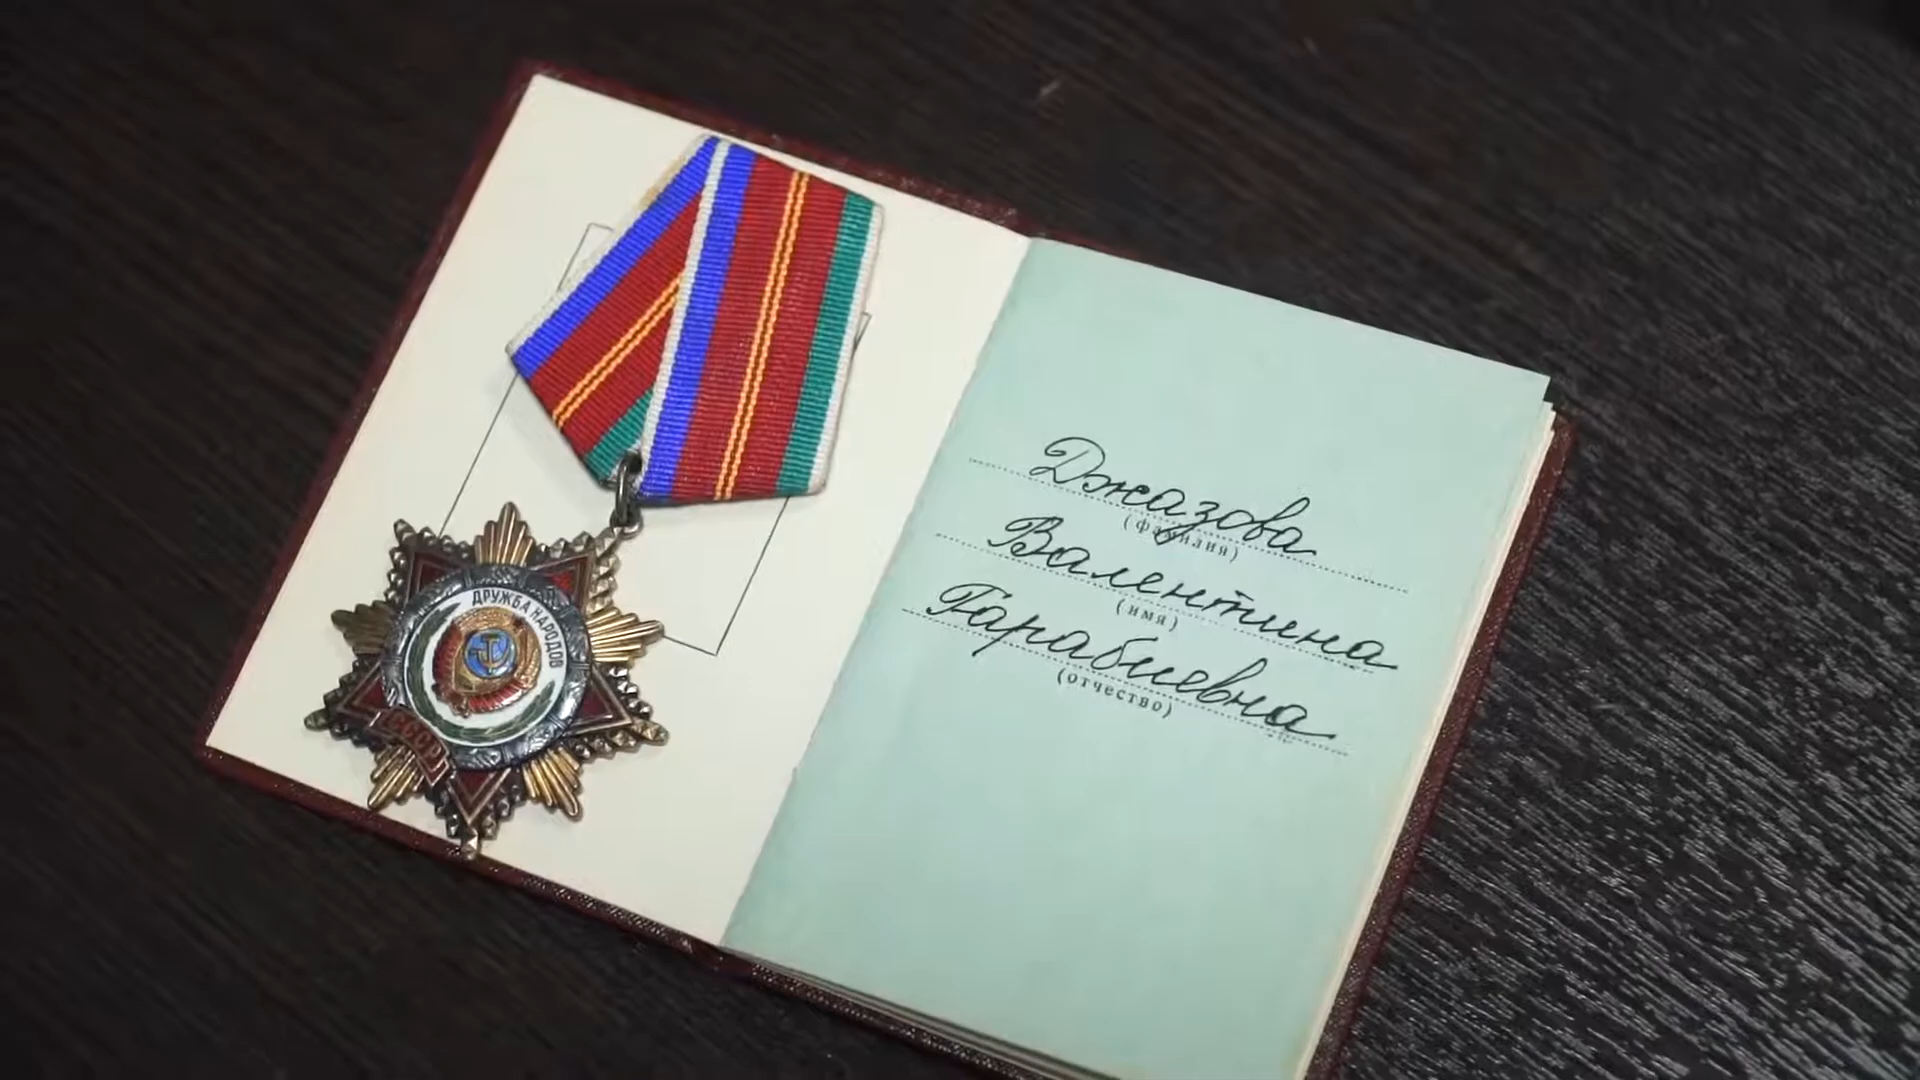 ДРУЖБА НАРОДОВ
СССР
Джазова
(фамилия)
Валентина
(имя)
Гарабиевна
(отчество)